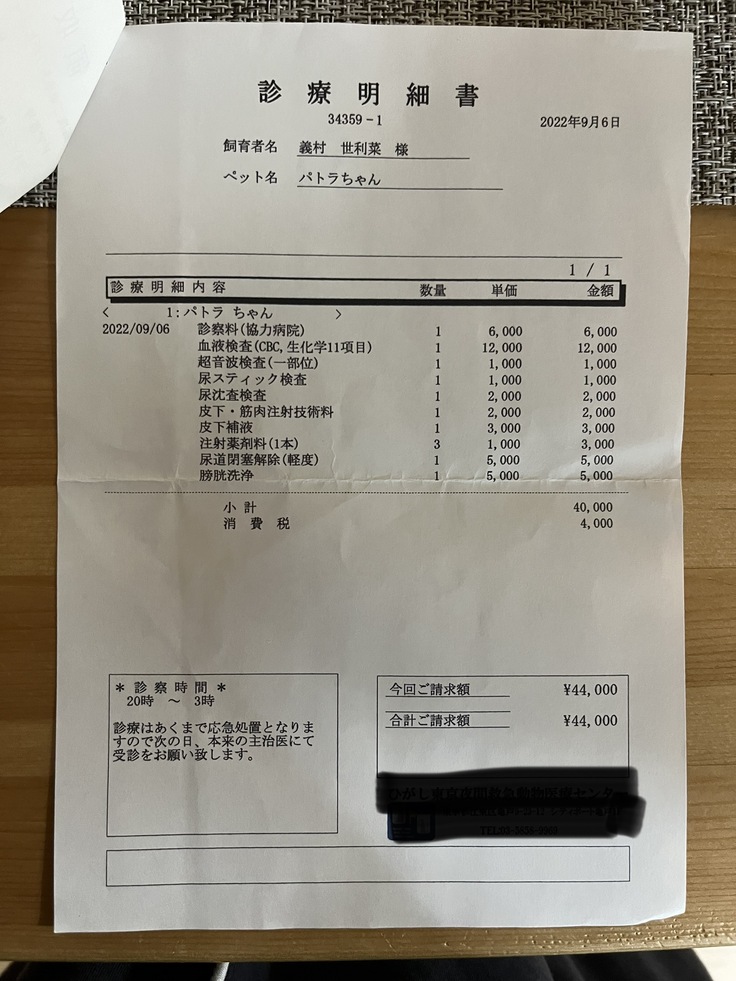 診療明細書
34359-1
2022年9月6日
飼育者名 義村 世利菜 様
ペット名 パトラちゃん
1 / 1
診療明細内容 数量 単価 金額
< 1:パトラ ちゃん >
2022/09/06 診察料(協力病院) 1 6,000 6,000
血液検査(CBC,生化学11項目) 1 12,000 12,000
超音波検査(一部位) 1 1,000 1,000
尿スティック検査 1 1,000 1,000
尿沈査検査 1 2,000 2,000
皮下・筋肉注射技術料 1 2,000 2,000
皮下補液 1 3,000 3,000
注射薬剤料(1本) 3 1,000 3,000
尿道閉塞解除(軽度) 1 5,000 5,000
膀胱洗浄 1 5,000 5,000
小計 40,000
消費税 4,000
* 診察時間 *
20時 ~ 3時
診療はあくまで応急処置となりま
すので次の日、本来の主治医にて
受診をお願い致します。
今回ご請求額 ¥44,000
合計ご請求額 ¥44,000